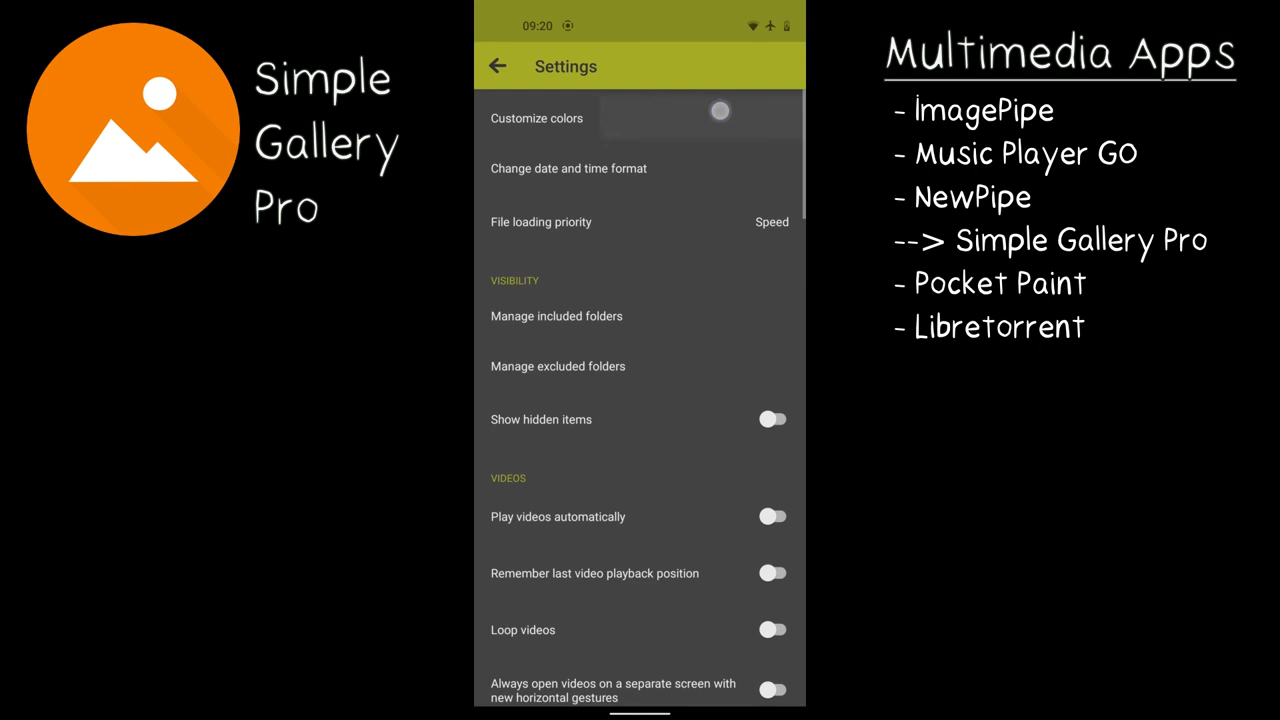 Simple
Gallery
Pro
09:20
Settings
Customize colors
Change date and time format
File loading priority Speed
VISIBILITY
Manage included folders
Manage excluded folders
Show hidden items
VIDEOS
Play videos automatically
Remember last video playback position
Loop videos
Always open videos on a separate screen with
new horizontal gestures
Multimedia Apps
- ImagePipe
- Music Player GO
- NewPipe
--> Simple Gallery Pro
- Pocket Paint
- Libretorrent